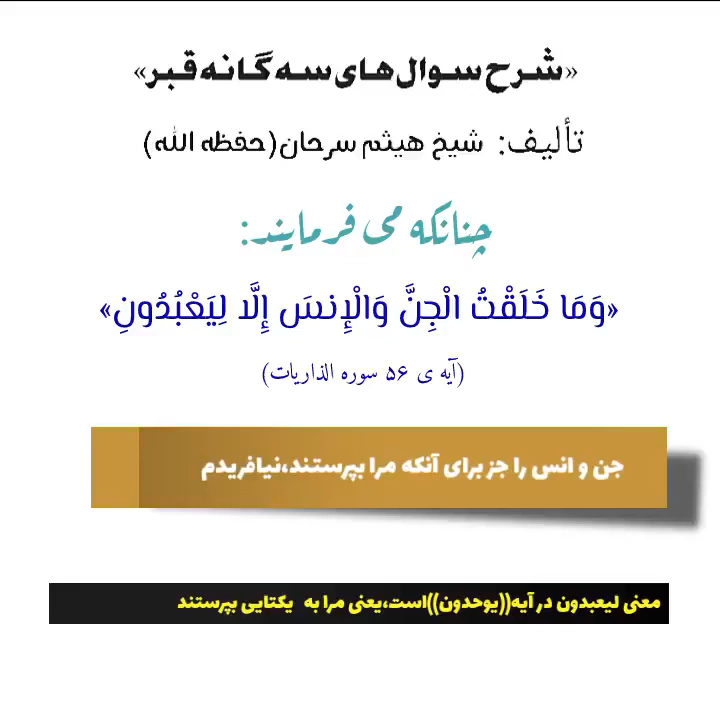 «شرح سوال های سه گانه قبر»
تألیف: شیخ هیثم سرحان(حفظه الله)
چنانکه می فرمایند:
«وَمَا خَلَقْتُ الْجِنَّ وَالْإِنسَ إِلَّا لِيَعْبُدُونِ»
(آیه ی ۵۶ سوره الذاریات)
جن و انس را جز برای آنکه مرا بپرستند،نیافریدم
معنی لیعبدون در آیه((یوحدون))است،یعنی مرا به یکتایی بپرستند